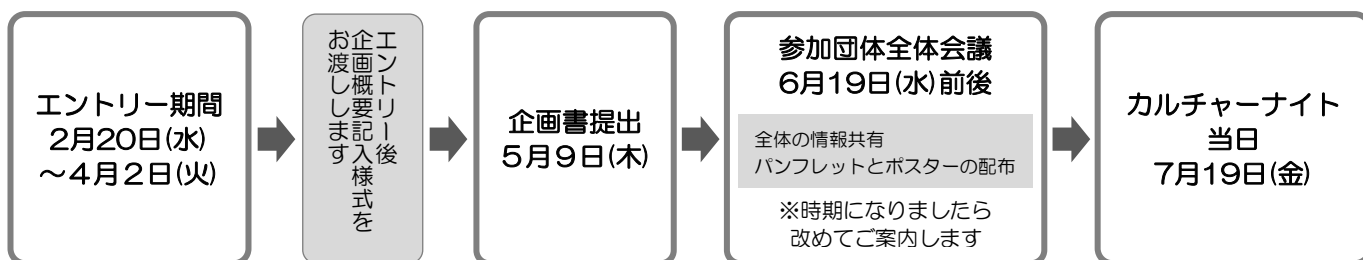 エントリー期間
2月20日(水)
～4月2日(火)
エントリー後
企画概要記入様式を
お渡しします
企画書提出
5月9日(木)
参加団体全体会議
6月19日(水)前後
全体の情報共有
パンフレットとポスターの配布
※時期になりましたら
改めてご案内します
カルチャーナイト
当日
7月19日(金)